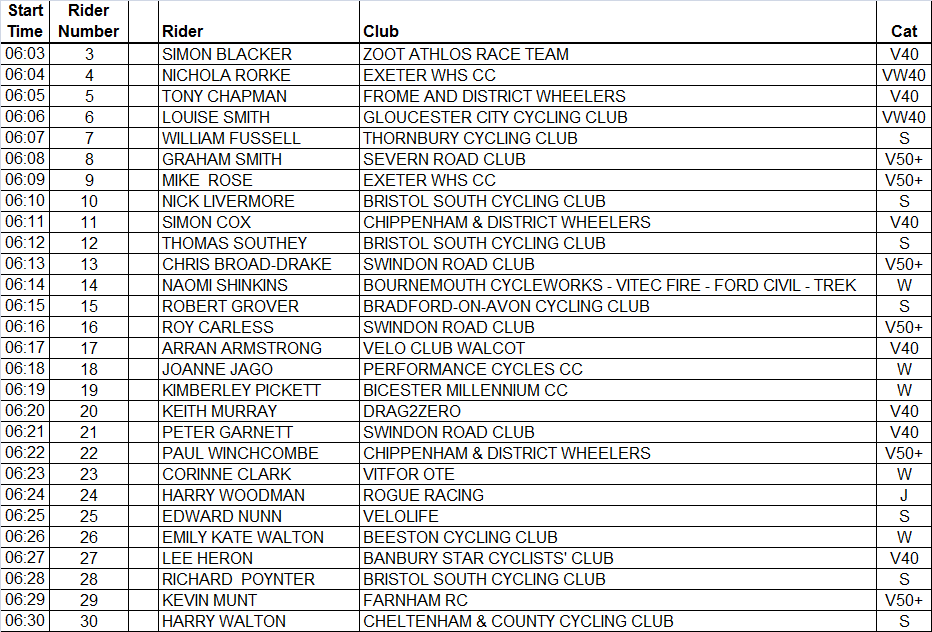 Start Rider
Time Number Rider Club Cat
06:03 3 SIMON BLACKER ZOOT ATHLOS RACE TEAM V40
06:04 4 NICHOLA RORKE EXETER WHS CC VW40
06:05 5 TONY CHAPMAN FROME AND DISTRICT WHEELERS V40
06:06 6 LOUISE SMITH GLOUCESTER CITY CYCLING CLUB VW40
06:07 7 WILLIAM FUSSELL THORNBURY CYCLING CLUB S
06:08 8 GRAHAM SMITH SEVERN ROAD CLUB V50+
06:09 9 MIKE  ROSE EXETER WHS CC V50+
06:10 10 NICK LIVERMORE BRISTOL SOUTH CYCLING CLUB S
06:11 11 SIMON COX CHIPPENHAM & DISTRICT WHEELERS V40
06:12 12 THOMAS SOUTHEY BRISTOL SOUTH CYCLING CLUB S
06:13 13 CHRIS BROAD-DRAKE SWINDON ROAD CLUB V50+
06:14 14 NAOMI SHINKINS BOURNEMOUTH CYCLEWORKS - VITEC FIRE - FORD CIVIL - TREK W
06:15 15 ROBERT GROVER BRADFORD-ON-AVON CYCLING CLUB S
06:16 16 ROY CARLESS SWINDON ROAD CLUB V50+
06:17 17 ARRAN ARMSTRONG VELO CLUB WALCOT V40
06:18 18 JOANNE JAGO PERFORMANCE CYCLES CC W
06:19 19 KIMBERLEY PICKETT BICESTER MILLENNIUM CC W
06:20 20 KEITH MURRAY DRAG2ZERO V40
06:21 21 PETER GARNETT SWINDON ROAD CLUB V40
06:22 22 PAUL WINCHCOMBE CHIPPENHAM & DISTRICT WHEELERS V50+
06:23 23 CORINNE CLARK VITFOR OTE W
06:24 24 HARRY WOODMAN ROGUE RACING J
06:25 25 EDWARD NUNN VELOLIFE S
06:26 26 EMILY KATE WALTON BEESTON CYCLING CLUB W
06:27 27 LEE HERON BANBURY STAR CYCLISTS' CLUB V40
06:28 28 RICHARD  POYNTER BRISTOL SOUTH CYCLING CLUB S
06:29 29 KEVIN MUNT FARNHAM RC V50+
06:30 30 HARRY WALTON CHELTENHAM & COUNTY CYCLING CLUB S